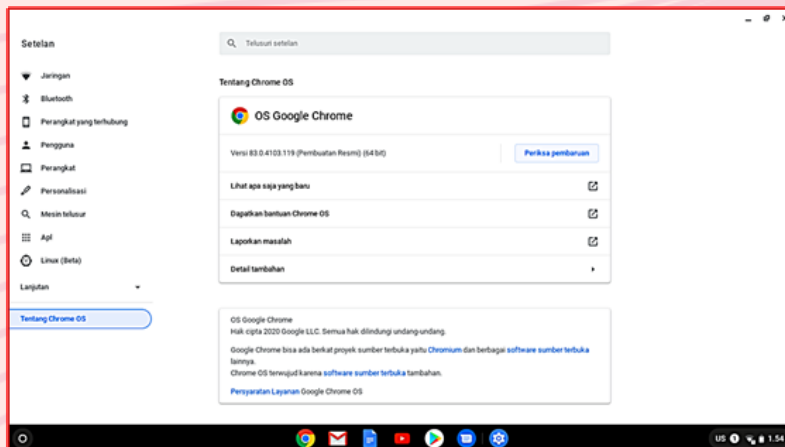 Setelan
Telusuri setelan
Jaringan
Bluetooth
Perangkat yang terhubung
Pengguna
Perangkat
Personalisasi
Mesin telusur
Apl
Linux (Beta)
Lanjutan
Tentang Chrome OS
Tentang Chrome OS
OS Google Chrome
Versi 83.0.4103.119 (Pembuatan Resmi) (64 bit)
Periksa pembaruan
Lihat apa saja yang baru
Dapatkan bantuan Chrome OS
Laporkan masalah
Detail tambahan
OS Google Chrome
Hak cipta 2020 Google LLC. Semua hak dilindungi undang-undang.
Google Chrome bisa ada berkat proyek sumber terbuka yaitu Chromium dan berbagai software sumber terbuka
lainnya.
Chrome OS terwujud karena software sumber terbuka tambahan.
Persyaratan Layanan Google Chrome OS
US 1 1.54